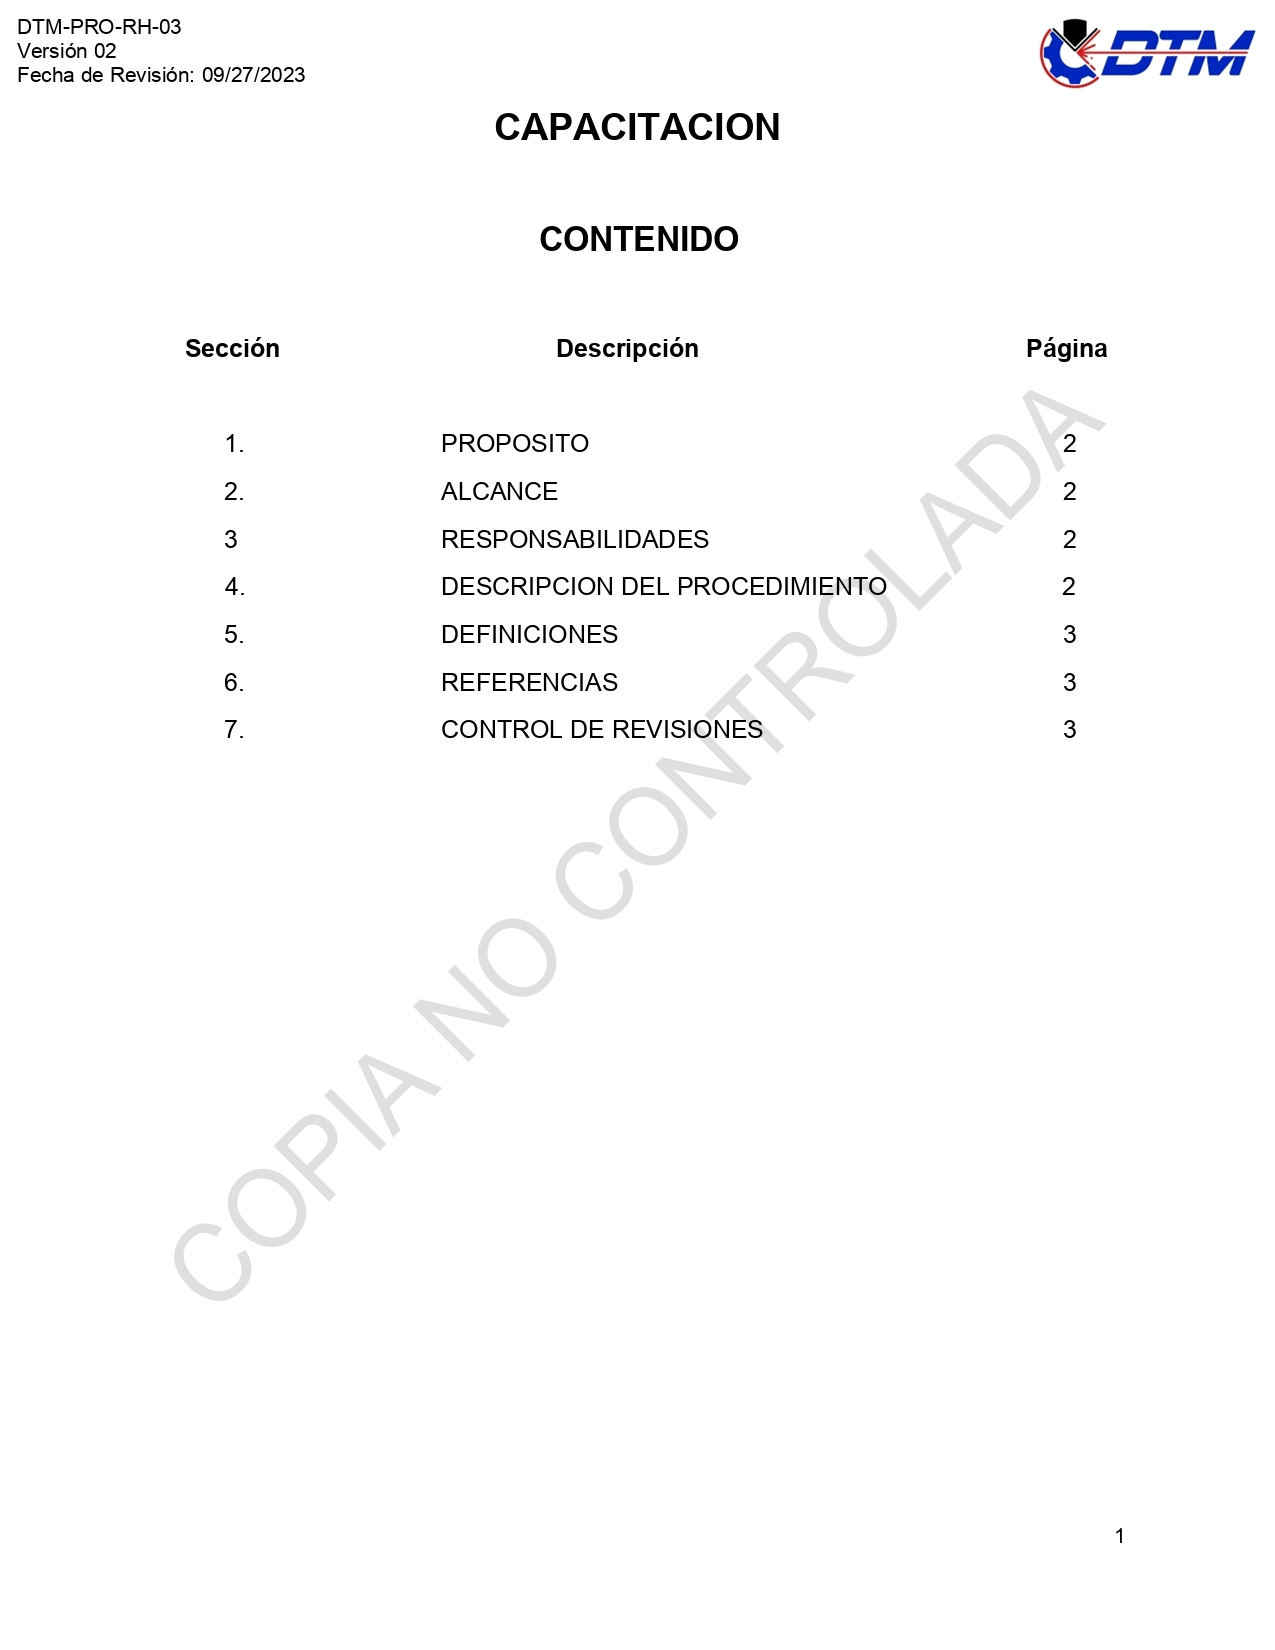 DTM-PRO-RH-03
Versión 02
Fecha de Revisión: 09/27/2023
DTM
CAPACITACION
CONTENIDO
Sección Descripción Página
1. PROPOSITO 2
2. ALCANCE 2
3 RESPONSABILIDADES 2
4. DESCRIPCION DEL PROCEDIMIENTO 2
5. DEFINICIONES 3
6. REFERENCIAS 3
7. CONTROL DE REVISIONES 3
COPIA NO CONTROLADA
1